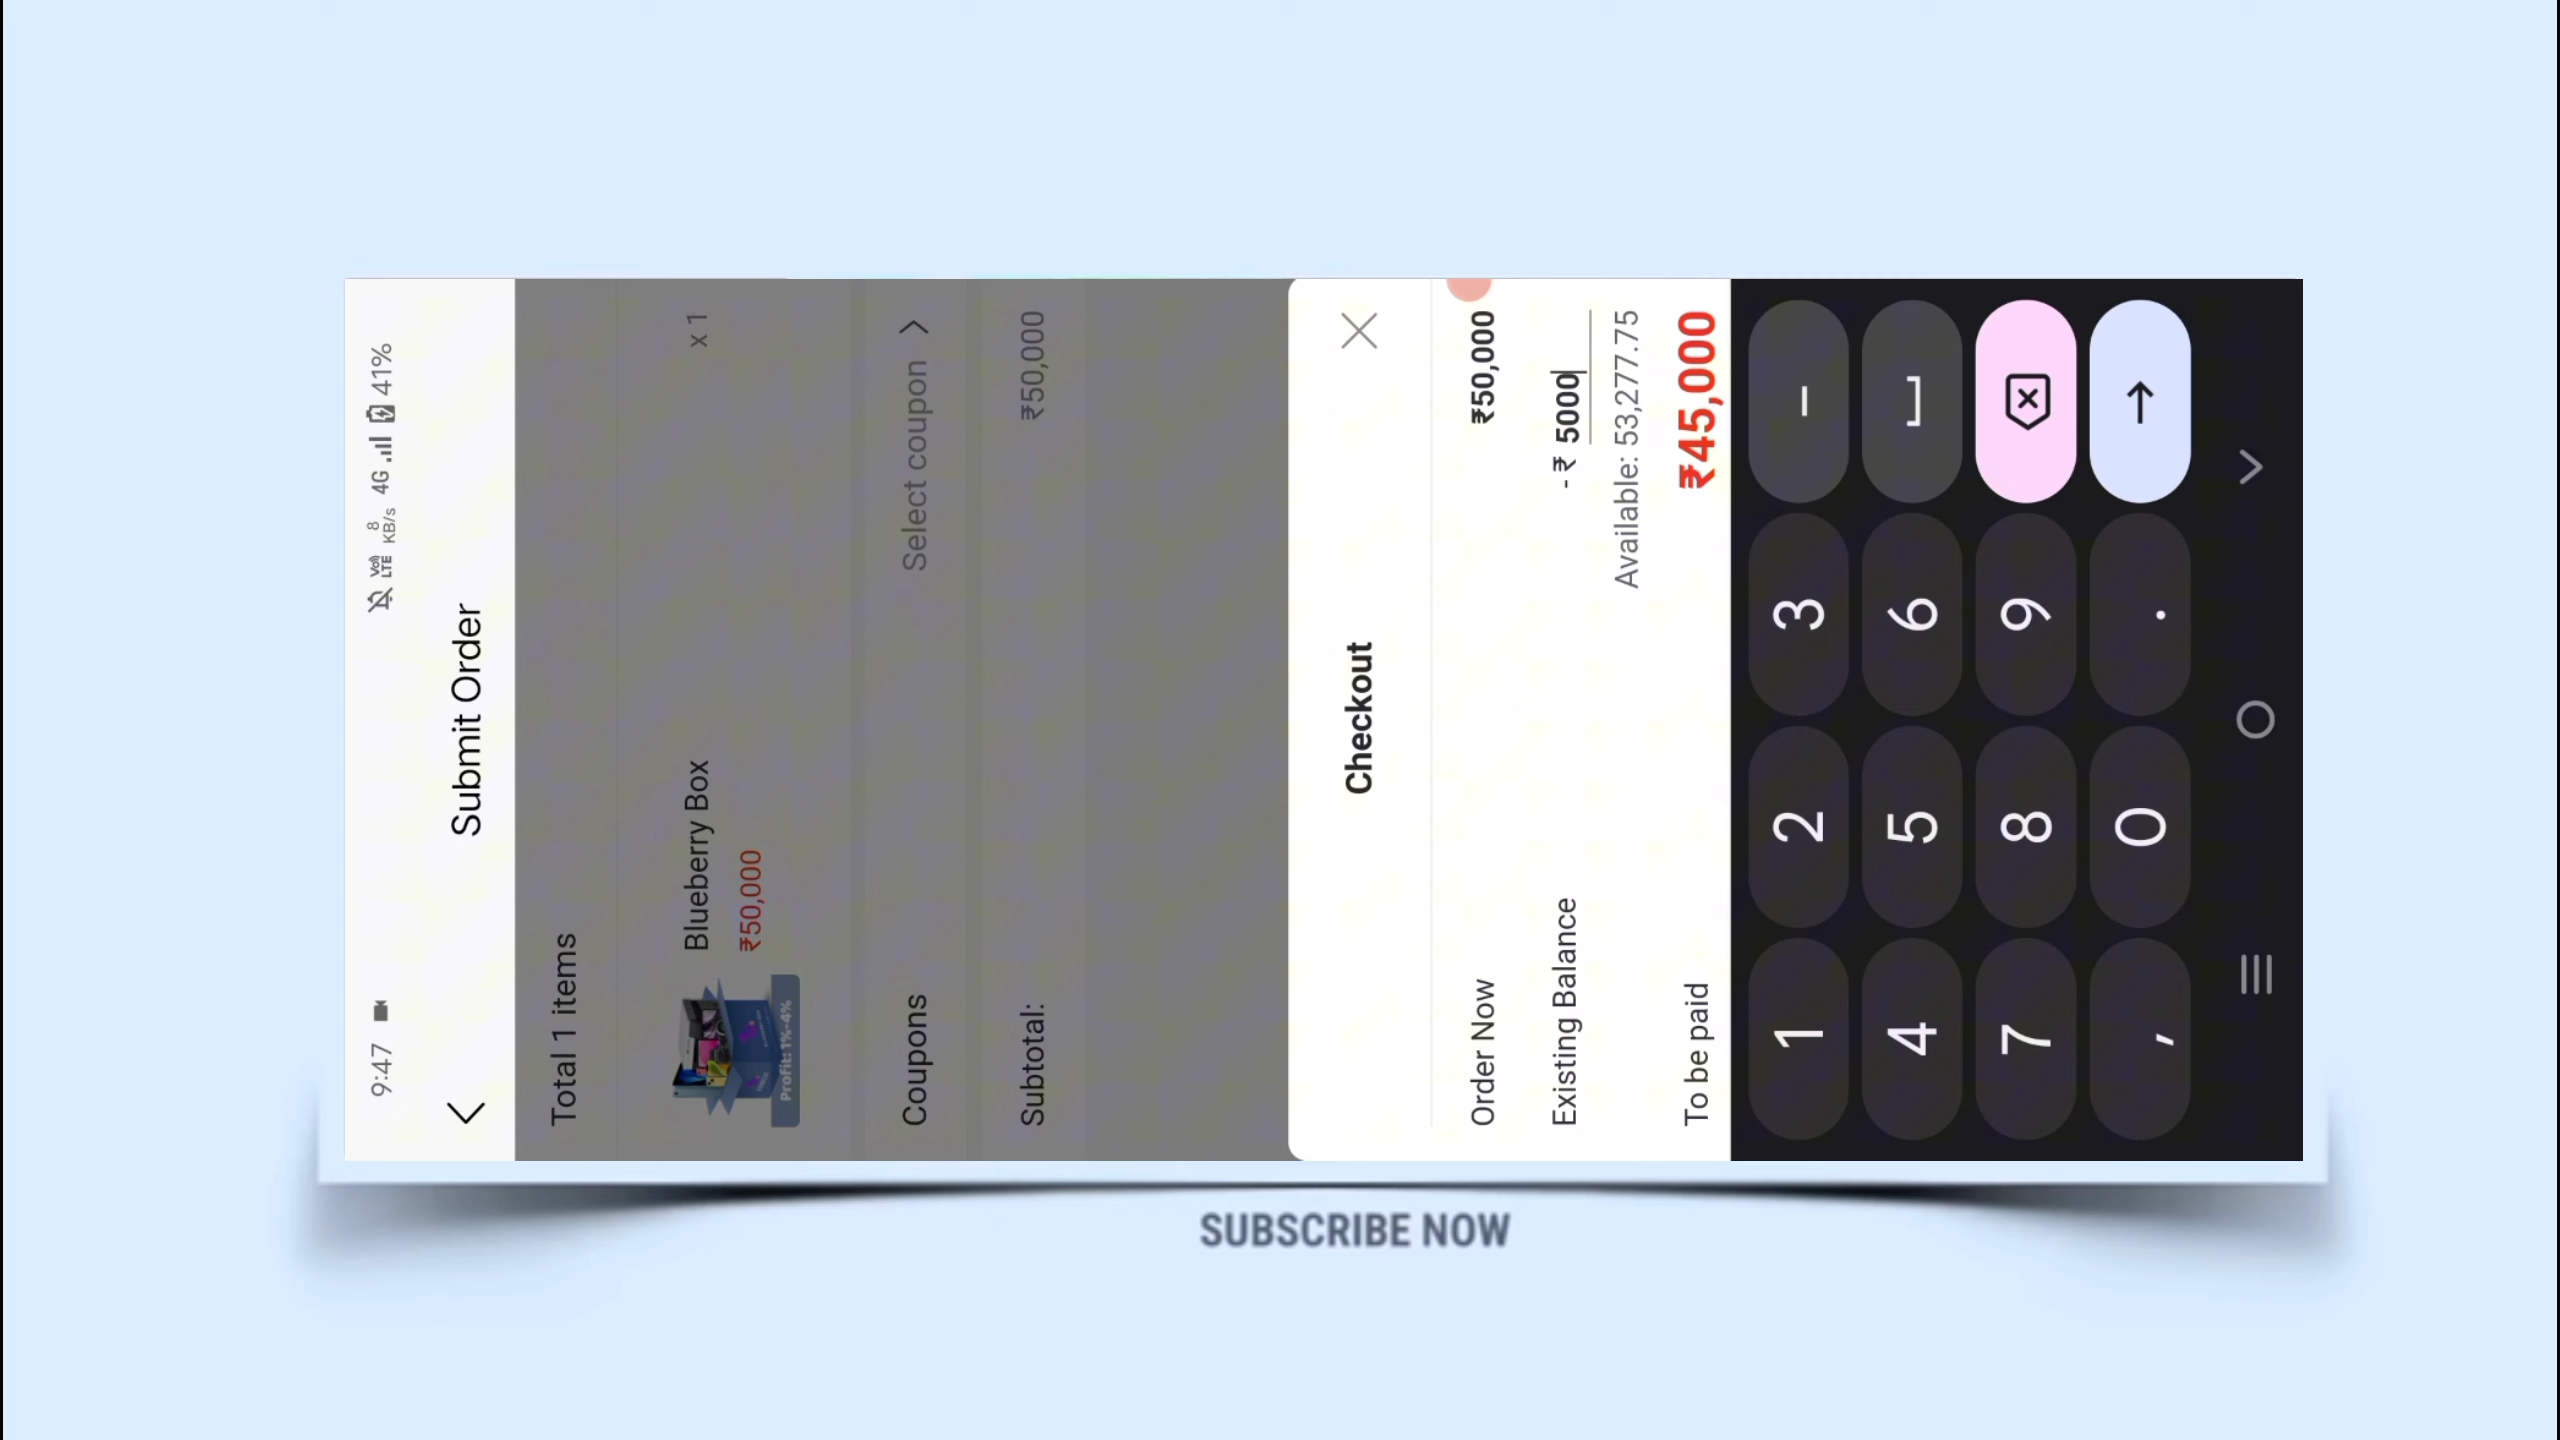 9:47 8 KB/s Vo) LTE 4G 41%
Submit Order
Total 1 items
Blueberry Box x 1
₹50,000
Profit: 1%-4%
Coupons Select coupon
Subtotal: ₹50,000
Checkout
Order Now ₹50,000
Existing Balance - ₹ 5000
Available: 53,277.75
To be paid ₹45,000
1 2 3 -
4 5 6
7 8 9
, 0 .
SUBSCRIBE NOW